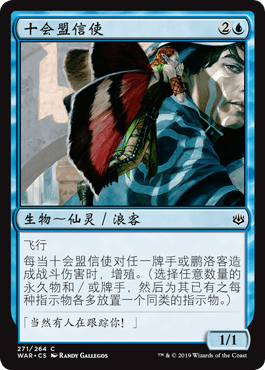 十会盟信使 2
生物～仙灵／浪客
飞行
每当十会盟信使对任一牌手或鹏洛客
造成战斗伤害时，增殖。（选择任意数量的
永久物和／或牌手，然后为其已有之每
种指示物各多放置一个同类的指示物。）
「当然有人在跟踪你！」
1/1
271/264 C
WAR • CS RANDY GALLEGOS
™ & © 2019 Wizards of the Coast